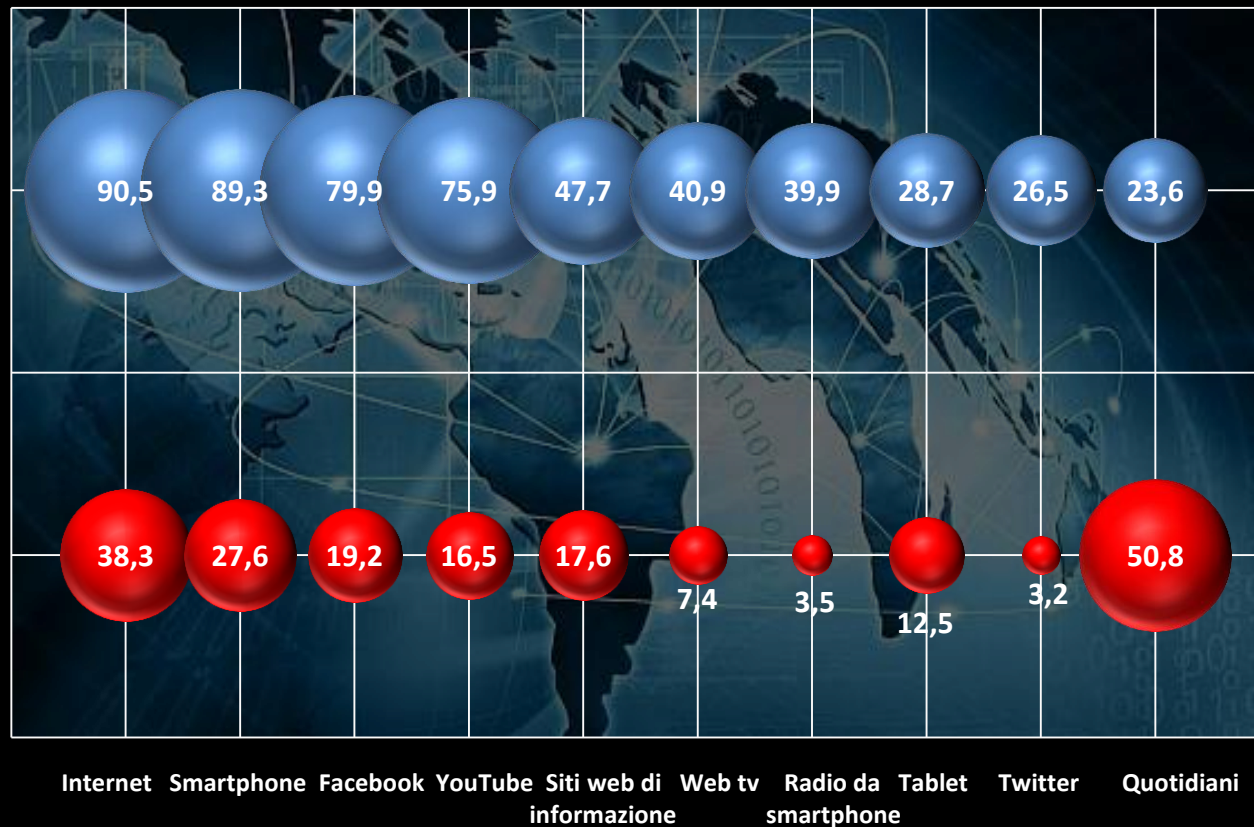 90,5 89,3 79,9 75,9 47,7 40,9 39,9 28,7 26,5 23,6
38,3 27,6 19,2 16,5 17,6 7,4 3,5 12,5 3,2 50,8
Internet Smartphone Facebook YouTube Siti web di Web tv Radio da Tablet Twitter Quotidiani
informazione smartphone